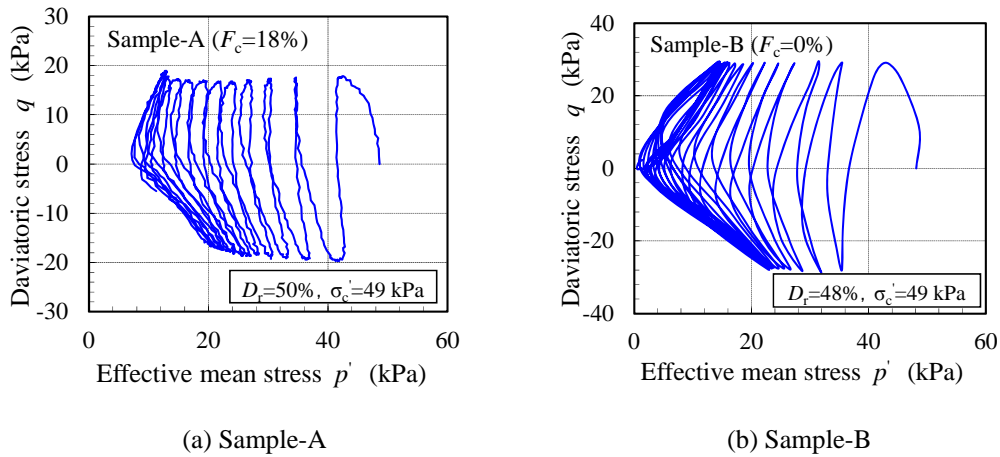 30
20
10
0
-10
-20
-30
Daviatoric stress q (kPa)
Sample-A (Fc=18%)
Dr=50%, σc'=49 kPa
0 20 40 60
Effective mean stress p' (kPa)
(a) Sample-A
40
20
0
-20
-40
Daviatoric stress q (kPa)
Sample-B (Fc=0%)
Dr=48%, σc'=49 kPa
0 20 40 60
Effective mean stress p' (kPa)
(b) Sample-B